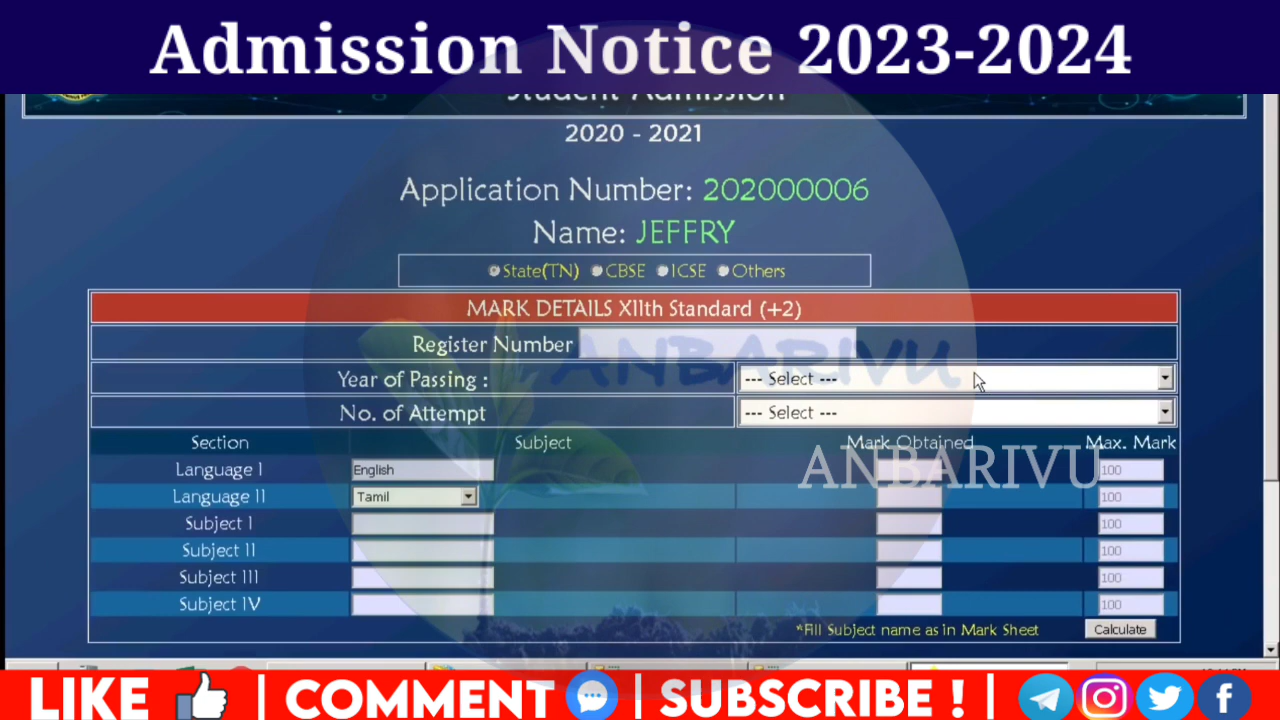 Admission Notice 2023-2024
Student Admission
2020 - 2021
Application Number: 202000006
Name: JEFFRY
State(TN) CBSE ICSE Others
MARK DETAILS XIIth Standard (+2)
Register Number
ANBARIVU
Year of Passing : --- Select ---
No. of Attempt --- Select ---
Section Subject Mark Obtained Max. Mark
ANBARIVU
Language I English 100
Language II Tamil 100
Subject I 100
Subject II 100
Subject III 100
Subject IV 100
*Fill Subject name as in Mark Sheet Calculate
LIKE | COMMENT | SUBSCRIBE ! |